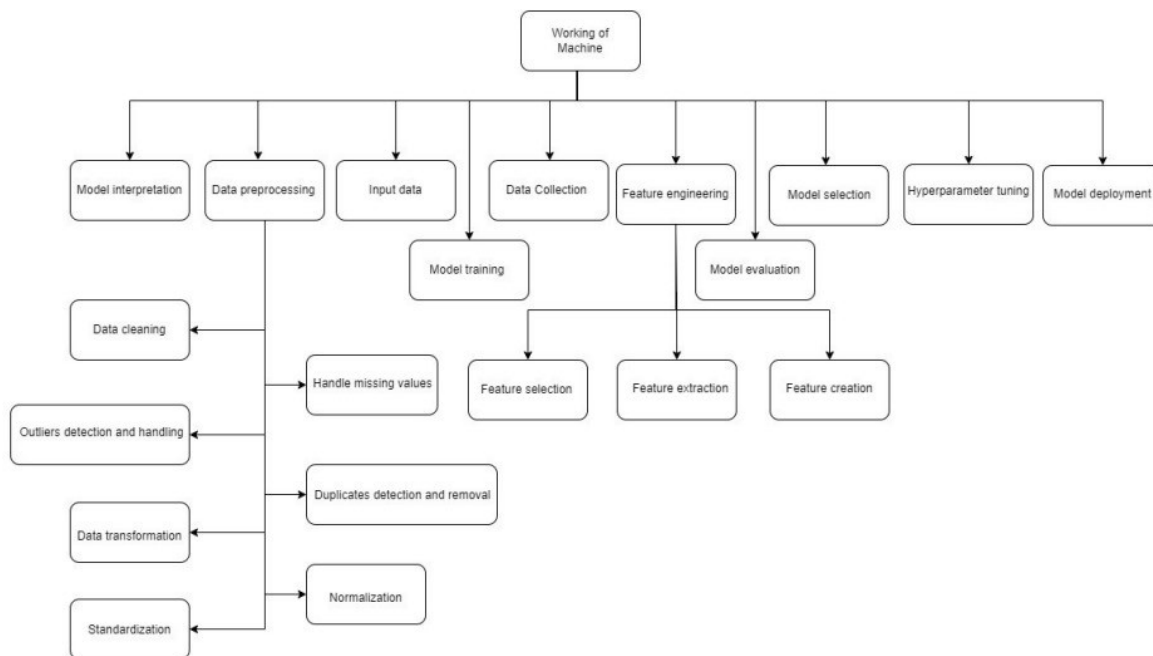 Working of
Machine
Model interpretation
Data preprocessing
Input data
Data Collection
Feature engineering
Model selection
Hyperparameter tuning
Model deployment
Model training
Model evaluation
Data cleaning
Handle missing values
Feature selection
Feature extraction
Feature creation
Outliers detection and handling
Duplicates detection and removal
Data transformation
Normalization
Standardization